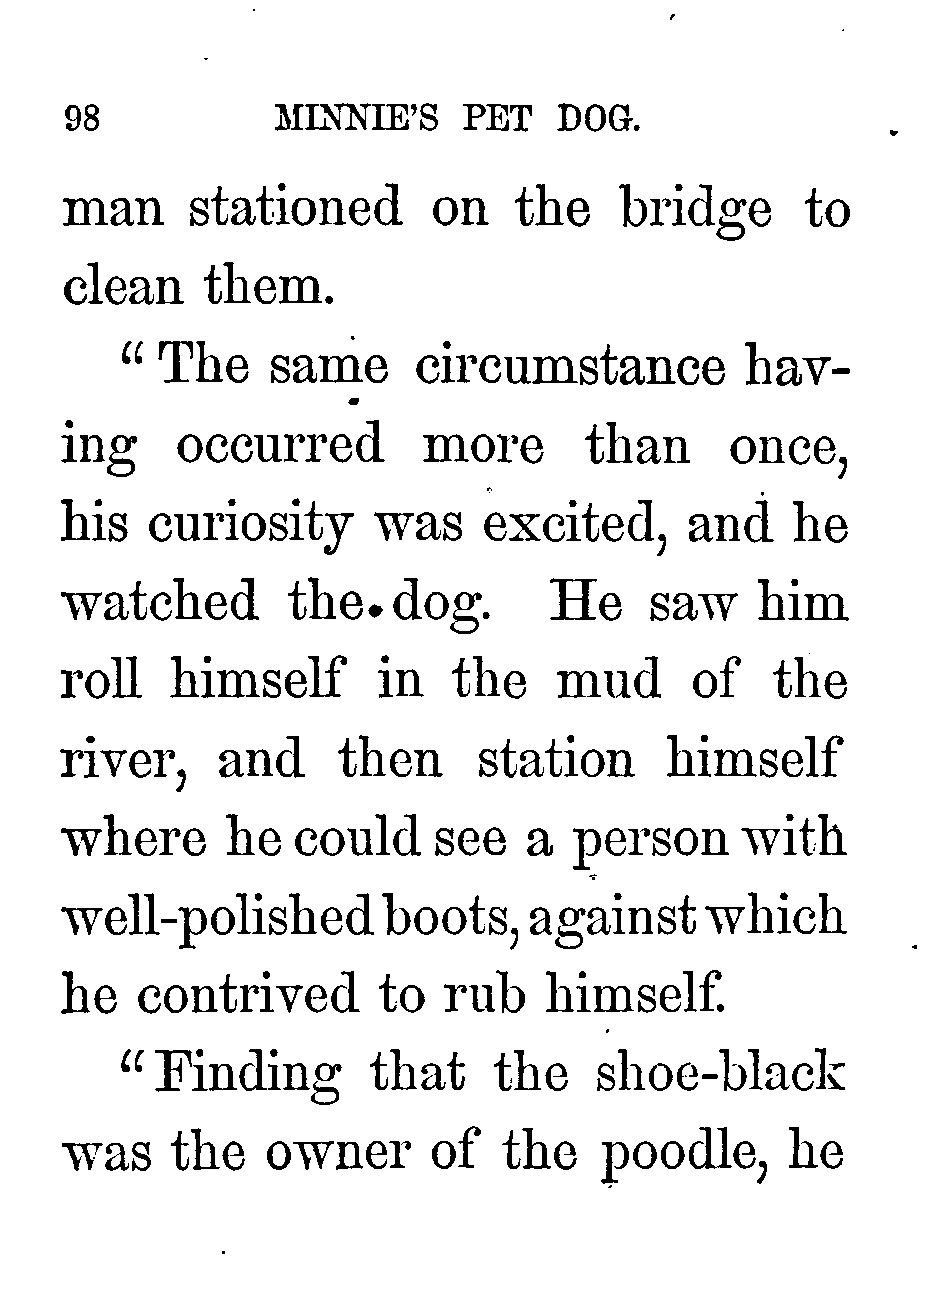 98 MINNIE'S PET DOG.
man stationed on the bridge to
clean them.
“The same circumstance hav-
ing occurred more than once,
his curiosity was excited, and he
watched the dog. He saw him
roll himself in the mud of the
river, and then station himself
where he could see a person with
well-polished boots, against which
he contrived to rub himself.
“Finding that the shoe-black
was the owner of the poodle, he